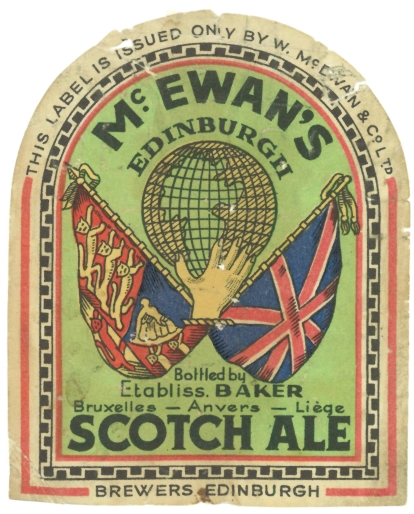 THIS LABEL IS ISSUED ONLY BY W. McEWAN & Co LTD
McEWAN'S
EDINBURGH
Bottled by
Etabliss. BAKER
Bruxelles — Anvers — Liège
SCOTCH ALE
BREWERS, EDINBURGH